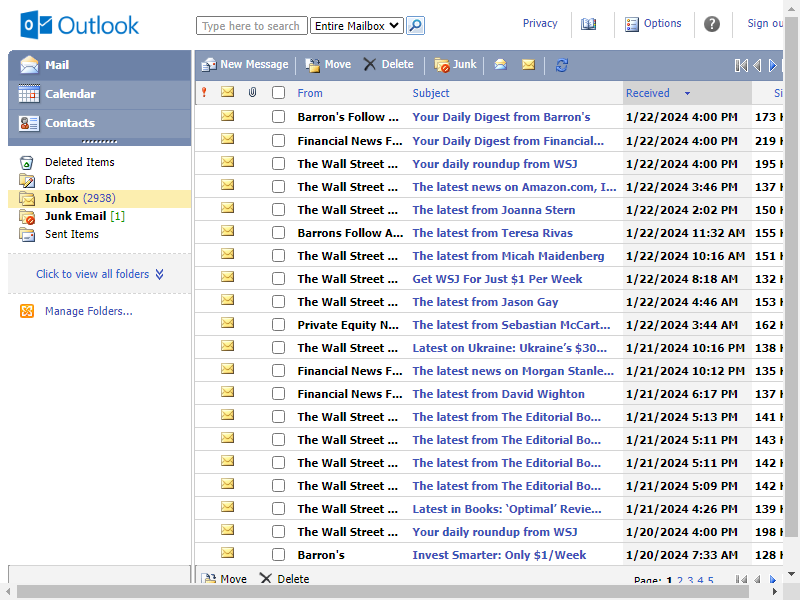 Outlook
Type here to search Entire Mailbox Privacy Options ? Sign ou
Mail
Calendar
Contacts
Deleted Items
Drafts
Inbox (2938)
Junk Email [1]
Sent Items
Click to view all folders
Manage Folders...
New Message Move Delete Junk
From Subject Received Si
Barron's Follow ... Your Daily Digest from Barron's 1/22/2024 4:00 PM 173
Financial News F... Your Daily Digest from Financial... 1/22/2024 4:00 PM 219
The Wall Street ... Your daily roundup from WSJ 1/22/2024 4:00 PM 195
The Wall Street ... The latest news on Amazon.com, I... 1/22/2024 3:46 PM 137
The Wall Street ... The latest from Joanna Stern 1/22/2024 2:02 PM 150
Barrons Follow A... The latest from Teresa Rivas 1/22/2024 11:32 AM 155
The Wall Street ... The latest from Micah Maidenberg 1/22/2024 10:16 AM 151
The Wall Street ... Get WSJ For Just $1 Per Week 1/22/2024 8:18 AM 132
The Wall Street ... The latest from Jason Gay 1/22/2024 4:46 AM 153
Private Equity N... The latest from Sebastian McCart... 1/22/2024 3:44 AM 162
The Wall Street ... Latest on Ukraine: Ukraine’s $30... 1/21/2024 10:16 PM 138
Financial News F... The latest news on Morgan Stanle... 1/21/2024 10:12 PM 135
Financial News F... The latest from David Wighton 1/21/2024 6:17 PM 137
The Wall Street ... The latest from The Editorial Bo... 1/21/2024 5:13 PM 141
The Wall Street ... The latest from The Editorial Bo... 1/21/2024 5:11 PM 143
The Wall Street ... The latest from The Editorial Bo... 1/21/2024 5:11 PM 142
The Wall Street ... The latest from The Editorial Bo... 1/21/2024 5:09 PM 142
The Wall Street ... Latest in Books: ‘Optimal’ Revie... 1/21/2024 4:26 PM 139
The Wall Street ... Your daily roundup from WSJ 1/20/2024 4:00 PM 198
Barron's Invest Smarter: Only $1/Week 1/20/2024 7:33 AM 128
Move Delete Page: 1 2 3 4 5